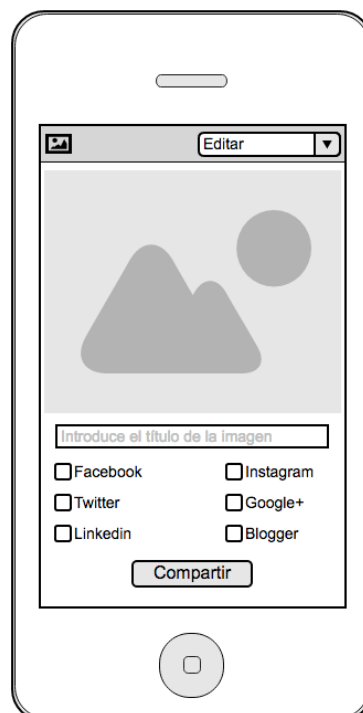 Editar
Introduce el título de la imagen
Facebook Instagram
Twitter Google+
Linkedin Blogger
Compartir